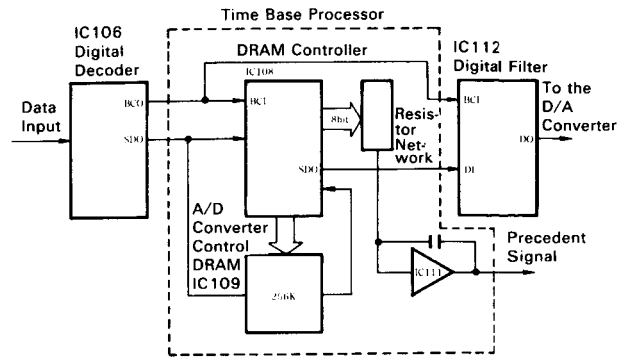 Time Base Processor
IC106
Digital
Decoder
DRAM Controller
IC108
IC112
Digital Filter
Data
Input
BCO
SDO
BCI
8bit
SDO
Resis-
tor
Net-
work
BCI
DI
DO
To the
D/A
Converter
A/D
Converter
Control
DRAM
IC109
256K
IC111
Precedent
Signal